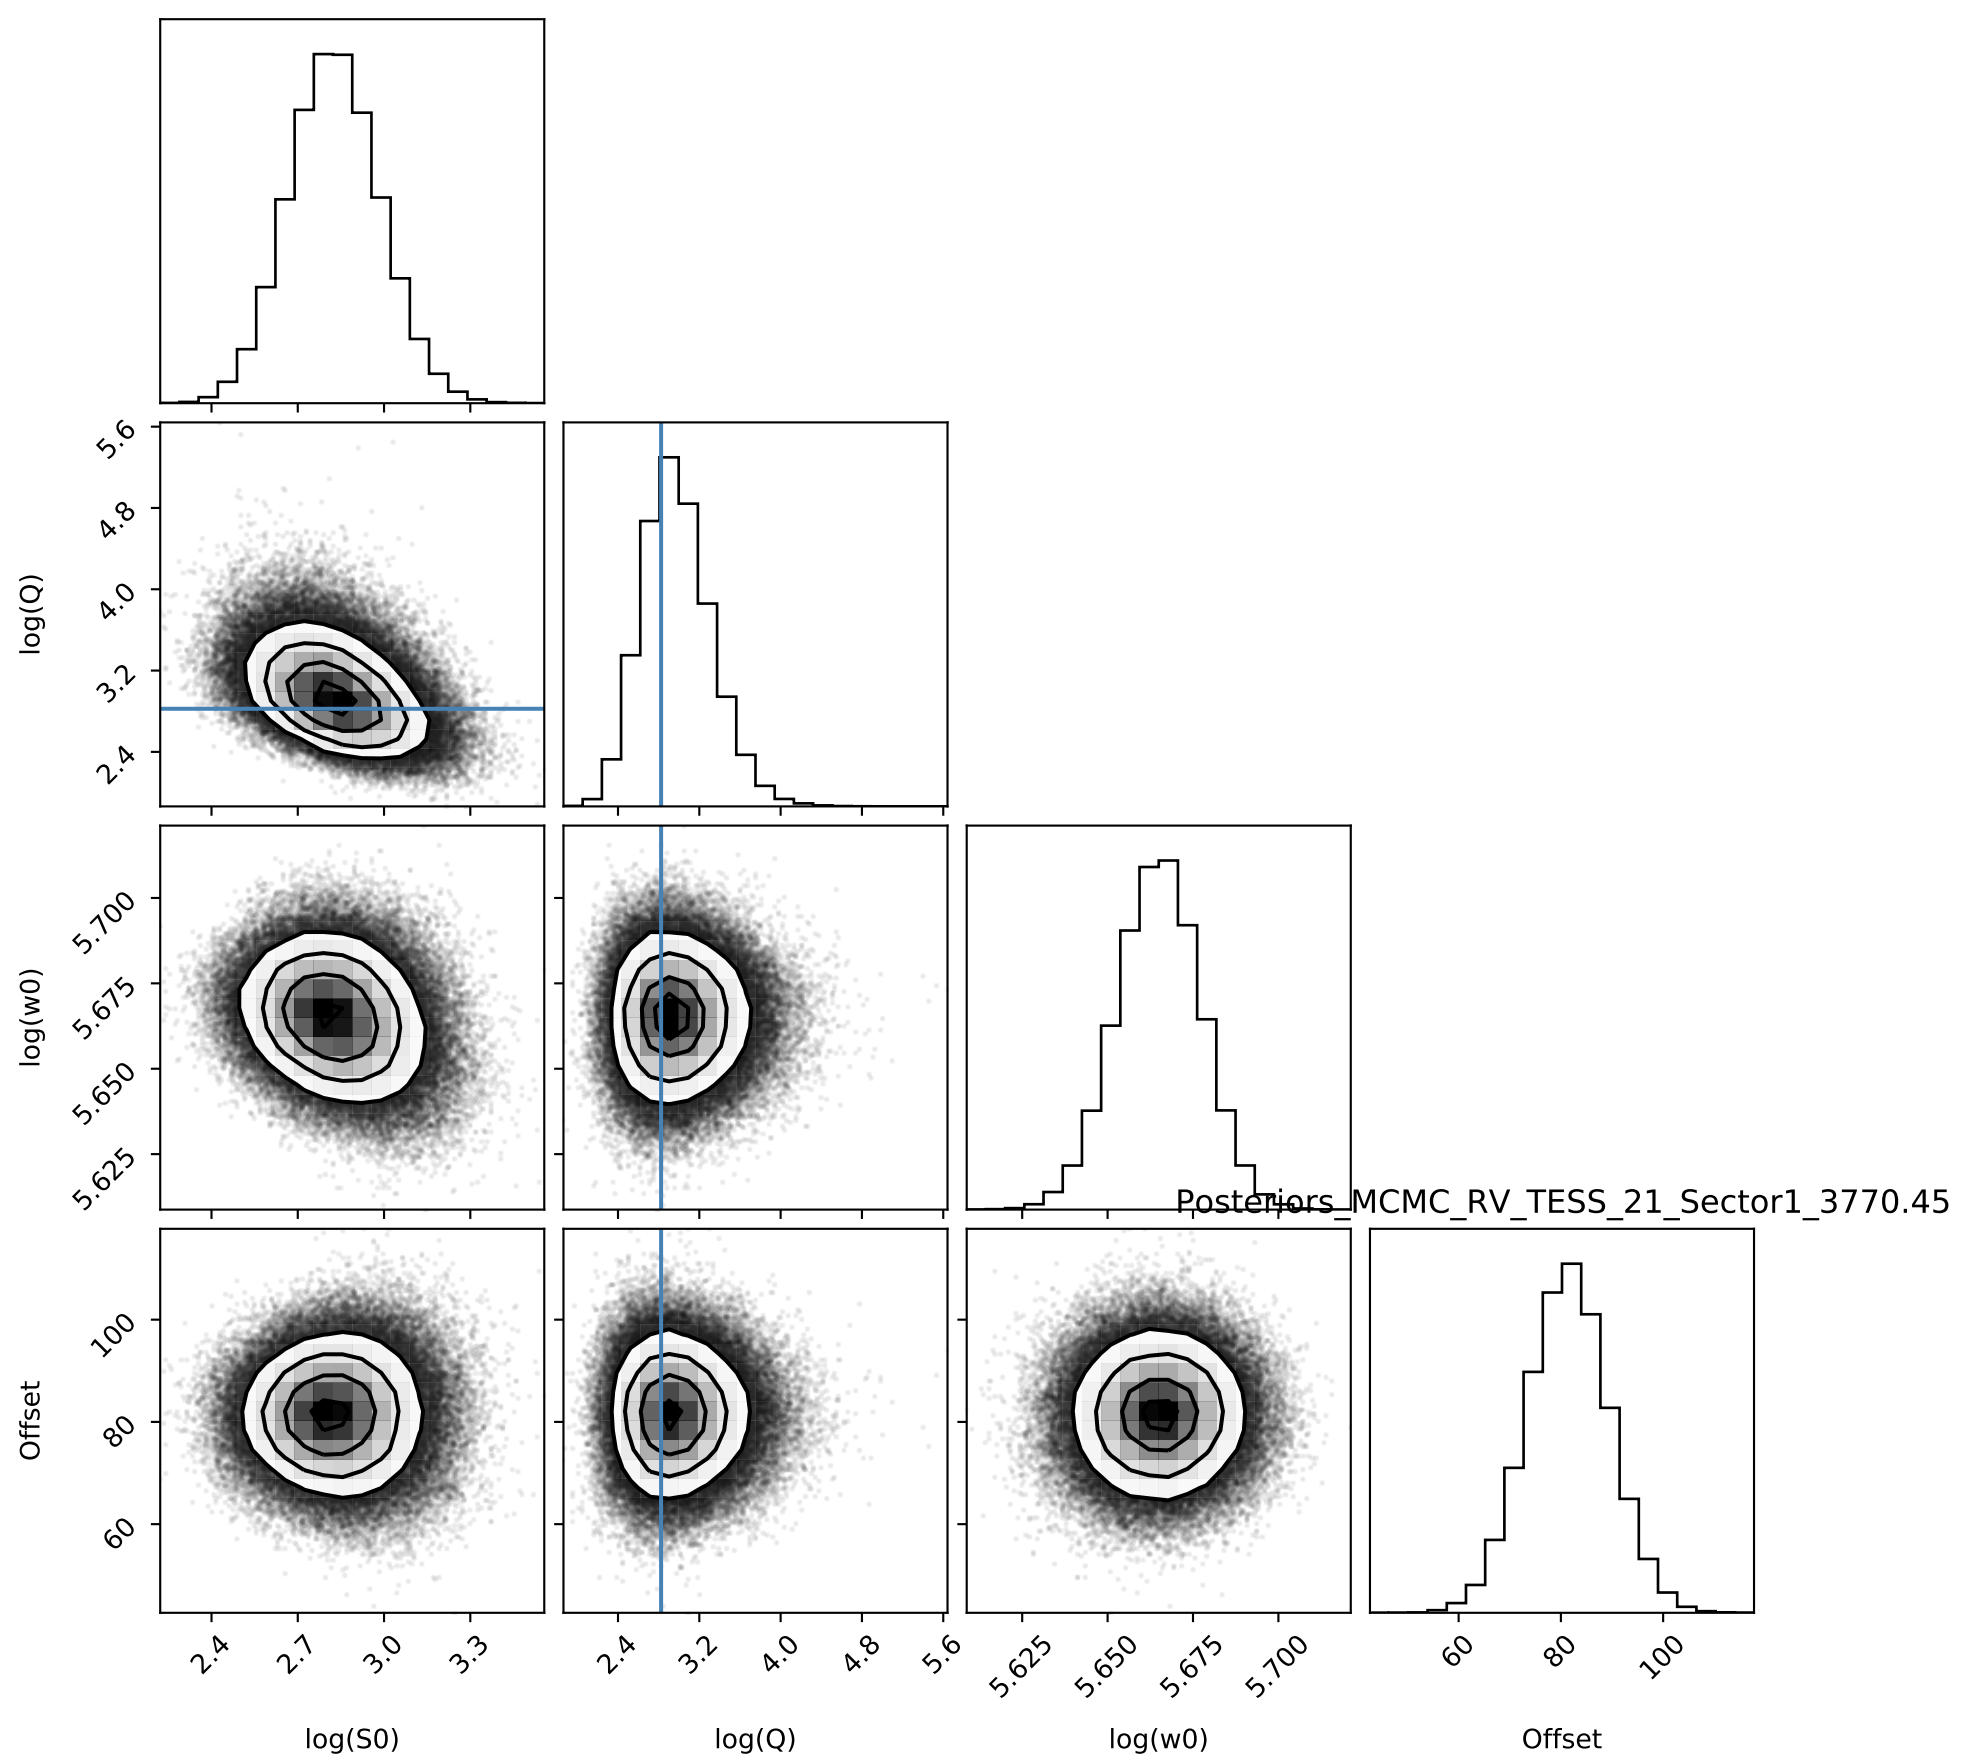 5.6
4.8
4.0
3.2
2.4
log(Q)
5.700
5.675
5.650
5.625
log(w0)
Posteriors_MCMC_RV_TESS_21_Sector1_3770.45
100
80
60
Offset
2.4 2.7 3.0 3.3
2.4 3.2 4.0 4.8 5.6
5.625 5.650 5.675 5.700
60 80 100
log(S0) log(Q) log(w0) Offset